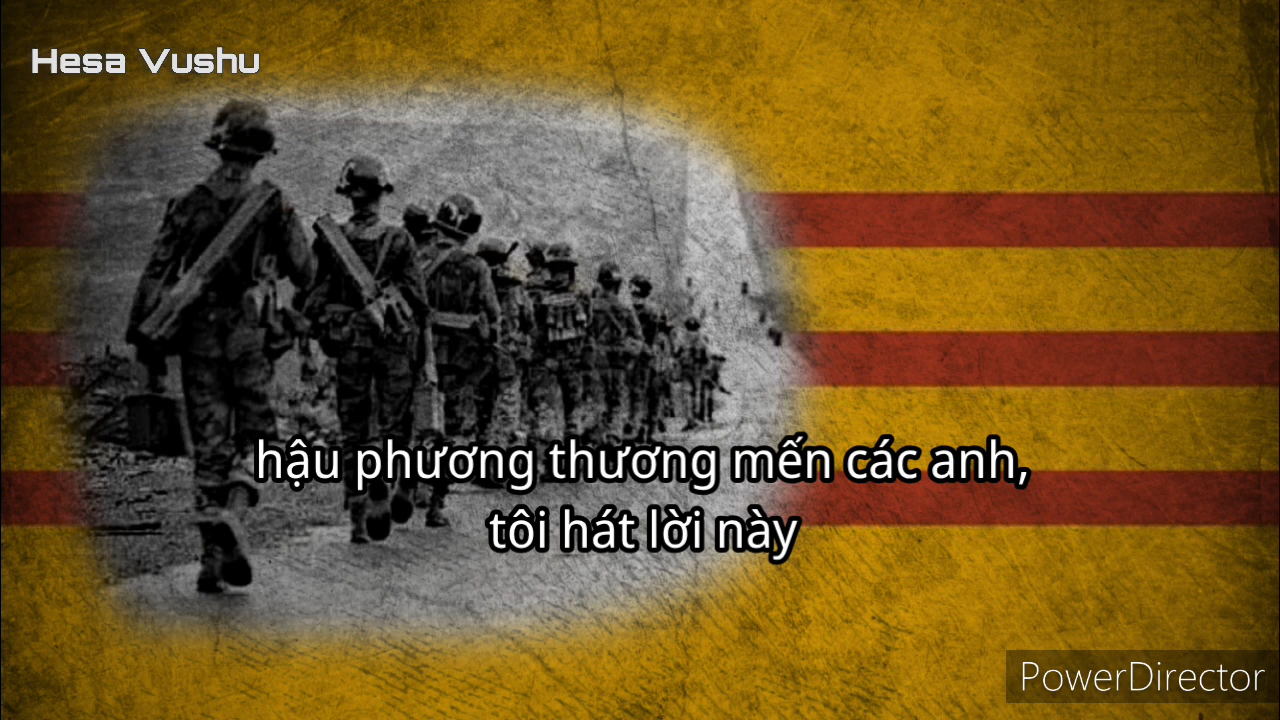 Hesa Vushu
hậu phương thương mến các anh,
tôi hát lời này
PowerDirector